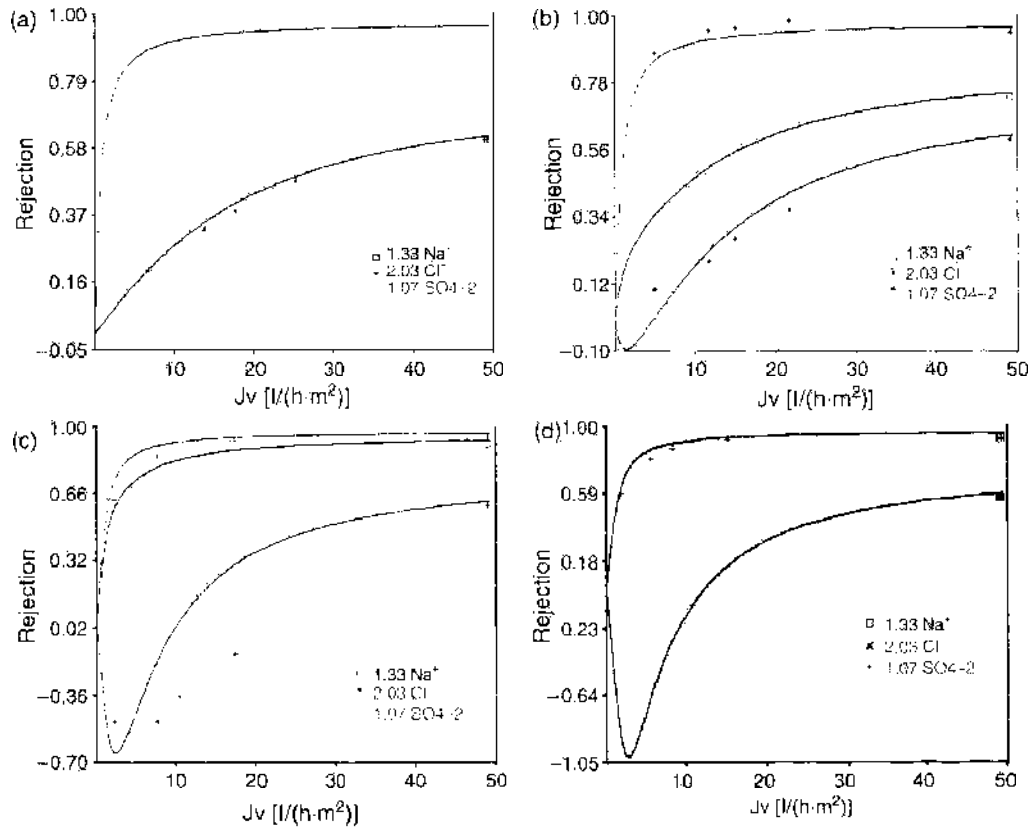 (a)
1.00
0.79
0.58
0.37
0.16
−0.05
Rejection
1.33 Na⁻
2.03 Cl⁻
1.07 SO4−2
10 20 30 40 50
Jv [l/(h·m²)]
(b)
1.00
0.78
0.56
0.34
0.12
−0.10
Rejection
1.33 Na⁺
2.03 Cl
1.07 SO4−2
10 20 30 40 50
Jv [l/(h·m²)]
(c)
1.00
0.66
0.32
0.02
−0.36
−0.70
Rejection
1.33 Na⁺
2.03 Cl
1.07 SO4−2
10 20 30 40 50
Jv [l/(h·m²)]
(d)
1.00
0.59
0.18
0.23
−0.64
−1.05
Rejection
1.33 Na⁺
2.03 Cl
1.07 SO4−2
10 20 30 40 50
Jv [l/(h·m²)]